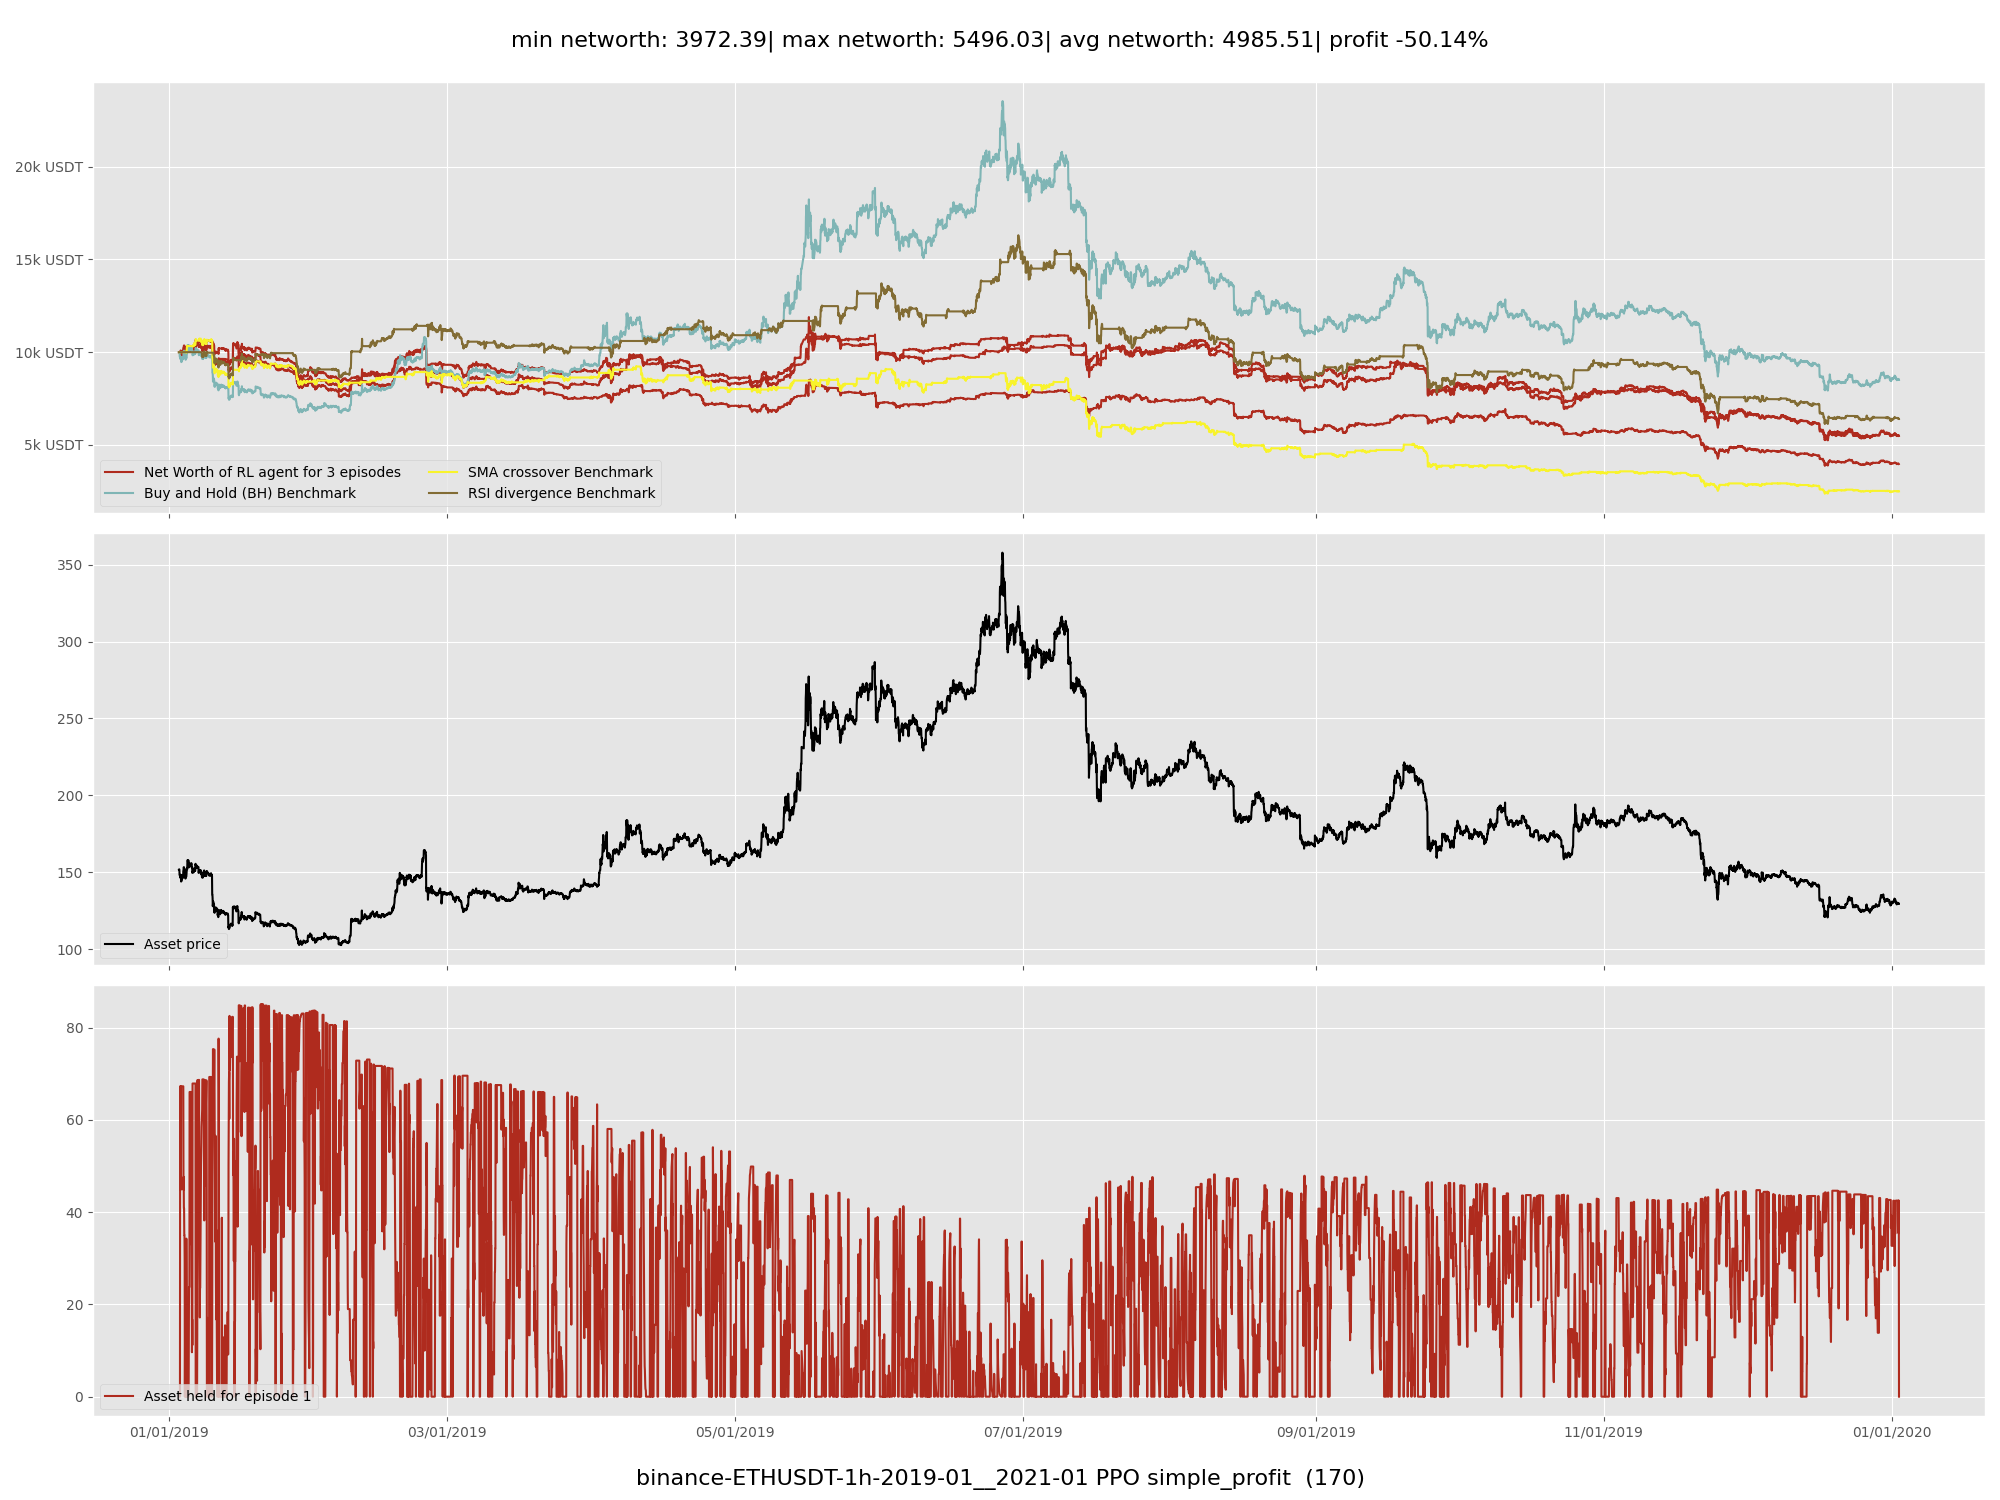 min networth: 3972.39| max networth: 5496.03| avg networth: 4985.51| profit -50.14%
20k USDT
15k USDT
10k USDT
5k USDT
Net Worth of RL agent for 3 episodes
Buy and Hold (BH) Benchmark
SMA crossover Benchmark
RSI divergence Benchmark
350
300
250
200
150
100
Asset price
80
60
40
20
0
Asset held for episode 1
01/01/2019 03/01/2019 05/01/2019 07/01/2019 09/01/2019 11/01/2019 01/01/2020
binance-ETHUSDT-1h-2019-01__2021-01 PPO simple_profit  (170)